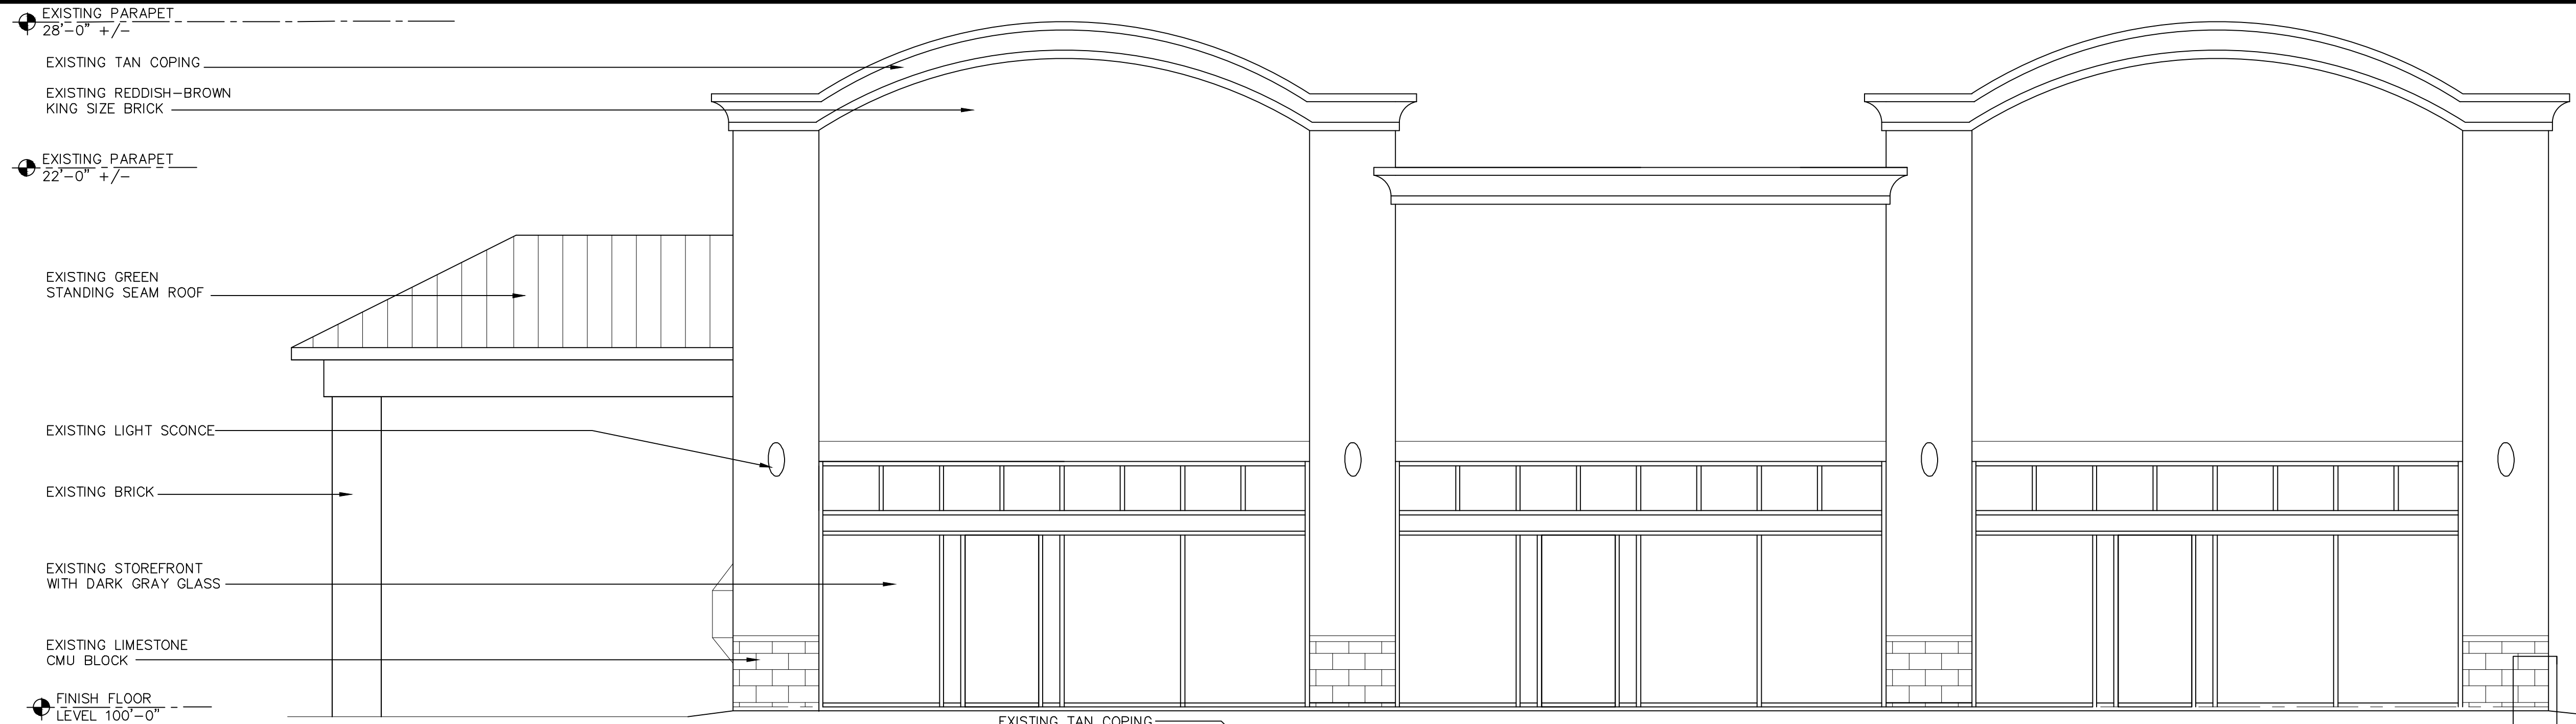 EXISTING PARAPET
28'-0" +/-
EXISTING TAN COPING
EXISTING REDDISH-BROWN
KING SIZE BRICK
EXISTING PARAPET
22'-0" +/-
EXISTING GREEN
STANDING SEAM ROOF
EXISTING LIGHT SCONCE
EXISTING BRICK
EXISTING STOREFRONT
WITH DARK GRAY GLASS
EXISTING LIMESTONE
CMU BLOCK
FINISH FLOOR
LEVEL 100'-0"
EXISTING TAN COPING